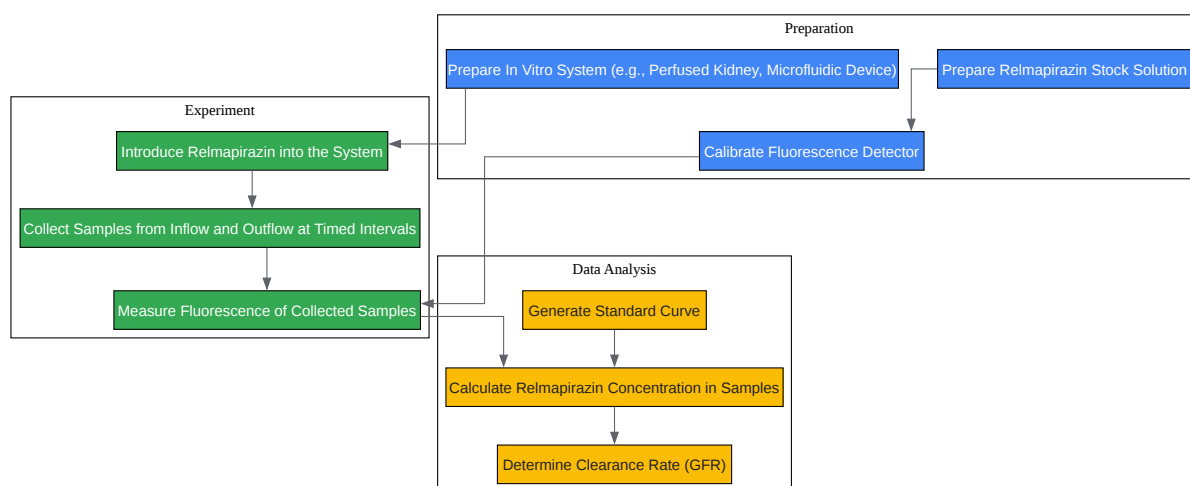 Preparation
Prepare In Vitro System (e.g., Perfused Kidney, Microfluidic Device)
Prepare Relmapirazin Stock Solution
Calibrate Fluorescence Detector
Experiment
Introduce Relmapirazin into the System
Collect Samples from Inflow and Outflow at Timed Intervals
Measure Fluorescence of Collected Samples
Data Analysis
Generate Standard Curve
Calculate Relmapirazin Concentration in Samples
Determine Clearance Rate (GFR)